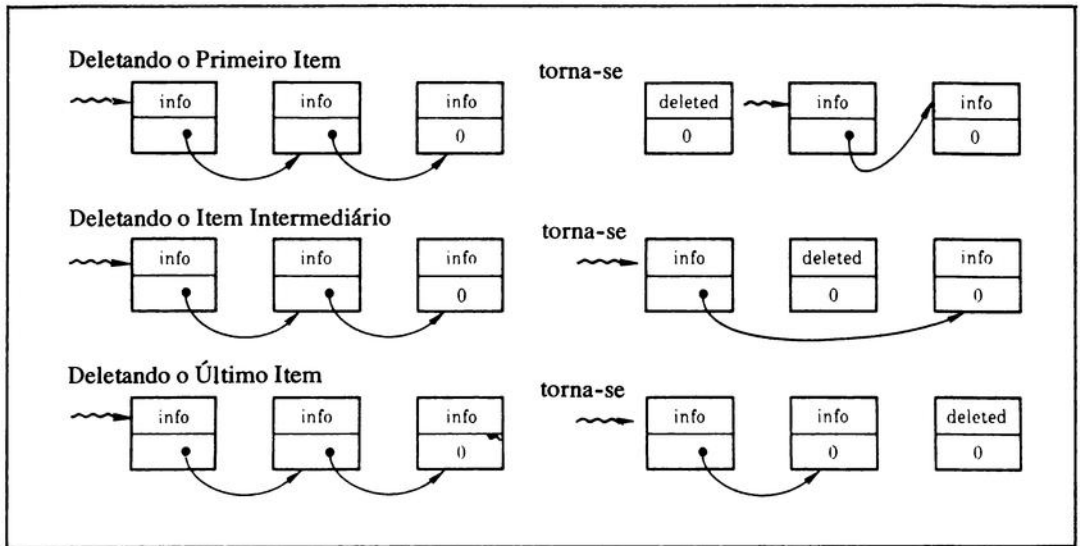 Deletando o Primeiro Item
torna-se
info info info
0
deleted info info
0 0
Deletando o Item Intermediário
torna-se
info info info
0
info deleted info
0 0
Deletando o Último Item
torna-se
info info info
0
info info deleted
0 0